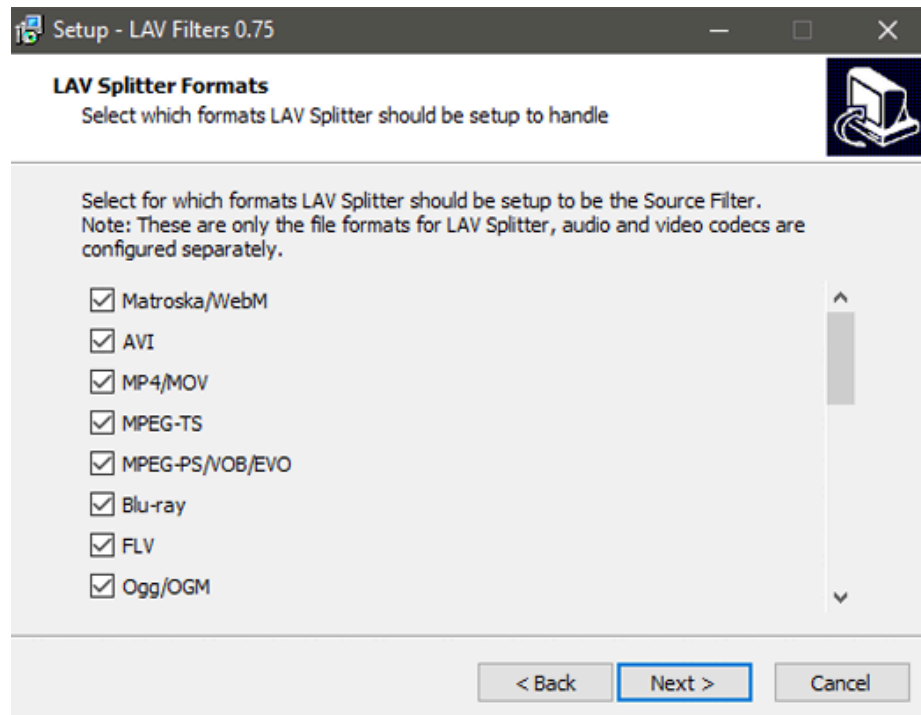 Setup - LAV Filters 0.75
LAV Splitter Formats
Select which formats LAV Splitter should be setup to handle
Select for which formats LAV Splitter should be setup to be the Source Filter.
Note: These are only the file formats for LAV Splitter, audio and video codecs are
configured separately.
Matroska/WebM
AVI
MP4/MOV
MPEG-TS
MPEG-PS/VOB/EVO
Blu-ray
FLV
Ogg/OGM
< Back Next > Cancel